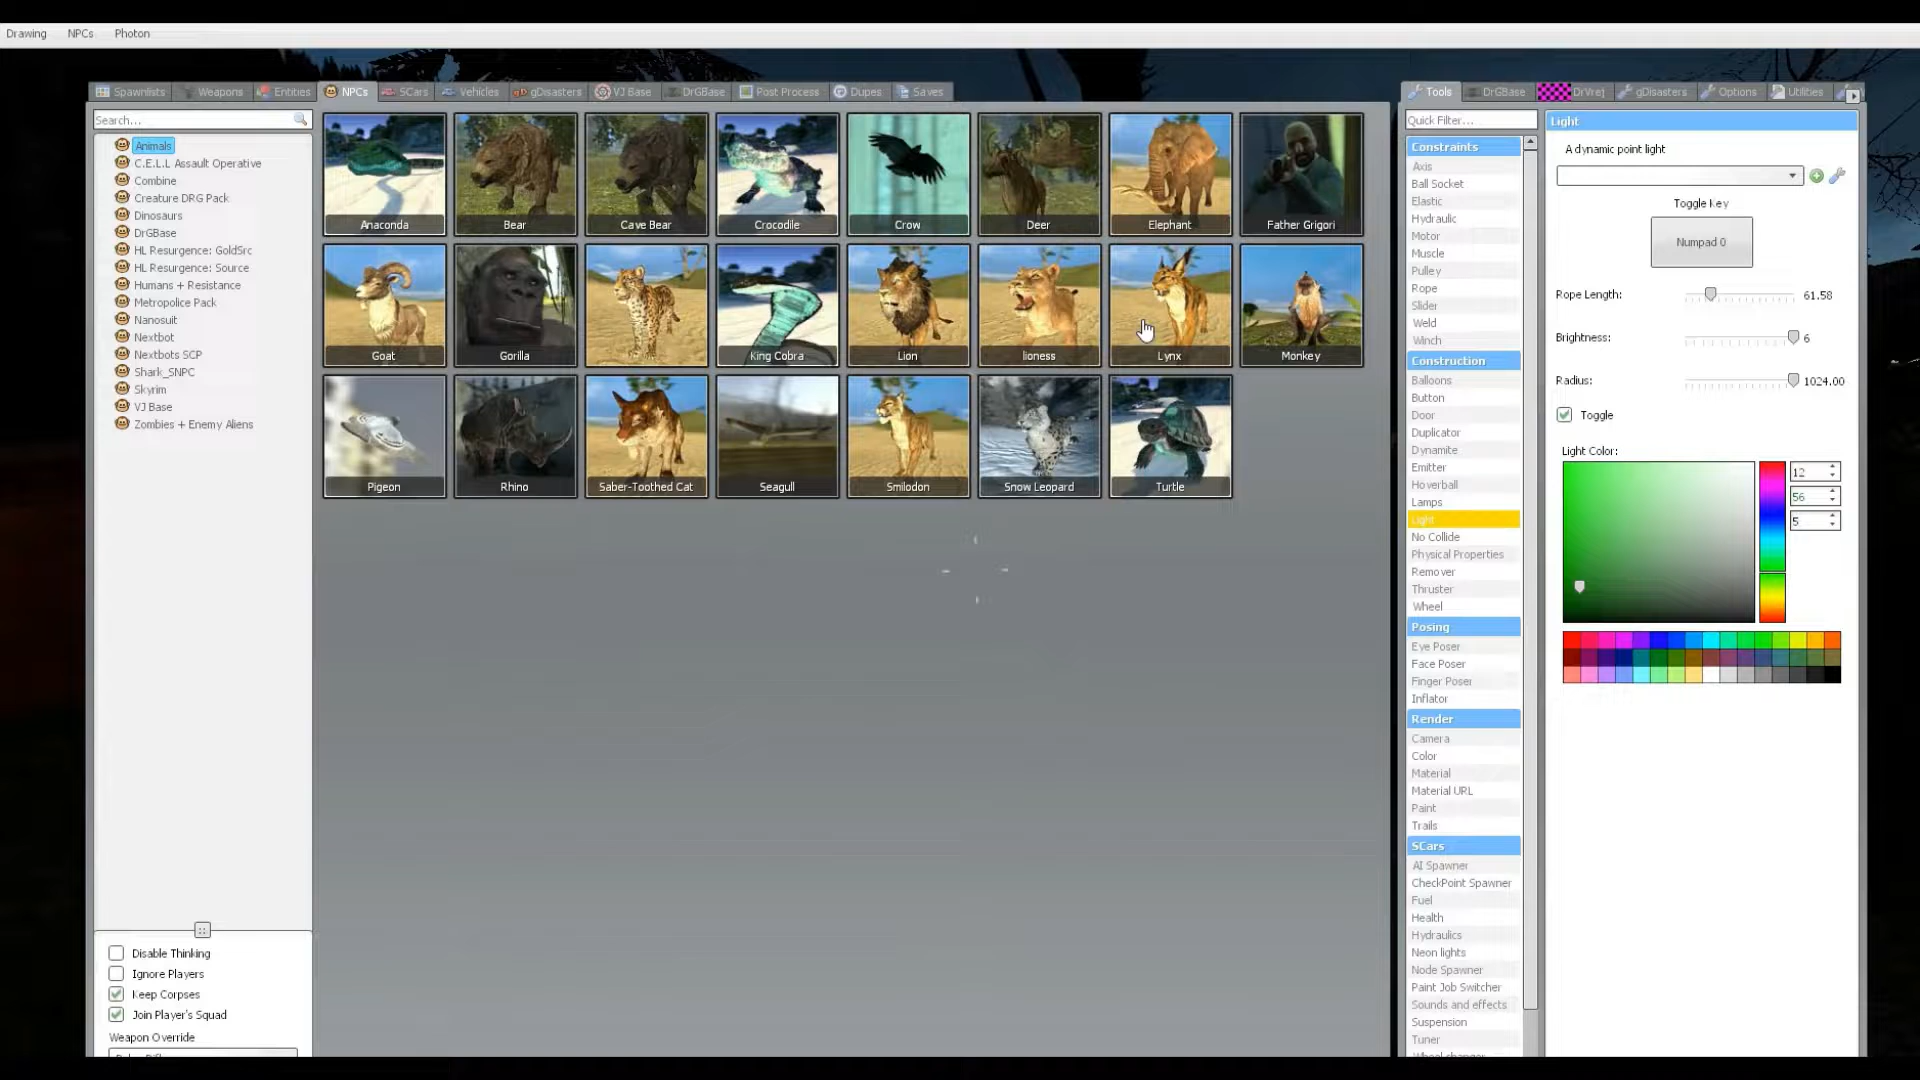 Drawing NPCs Photon
Spawnlists Weapons Entities NPCs SCars Vehicles gDisasters VJ Base DrGBase Post Process Dupes Saves
Search...
Animals
C.E.L.L Assault Operative
Combine
Creature DRG Pack
Dinosaurs
DrGBase
HL Resurgence: GoldSrc
HL Resurgence: Source
Humans + Resistance
Metropolice Pack
Nanosuit
Nextbot
Nextbots SCP
Shark_SNPC
Skyrim
VJ Base
Zombies + Enemy Aliens
Disable Thinking
Ignore Players
Keep Corpses
Join Player's Squad
Weapon Override
Anaconda Bear Cave Bear Crocodile Crow Deer Elephant Father Grigori
Goat Gorilla King Cobra Lion lioness Lynx Monkey
Pigeon Rhino Saber-Toothed Cat Seagull Smilodon Snow Leopard Turtle
Tools DrGBase DrVrej gDisasters Options Utilities
Quick Filter...
Constraints
Axis
Ball Socket
Elastic
Hydraulic
Motor
Muscle
Pulley
Rope
Slider
Weld
Winch
Construction
Balloons
Button
Door
Duplicator
Dynamite
Emitter
Hoverball
Lamps
Light
No Collide
Physical Properties
Remover
Thruster
Wheel
Posing
Eye Poser
Face Poser
Finger Poser
Inflator
Render
Camera
Color
Material
Material URL
Paint
Trails
SCars
AI Spawner
CheckPoint Spawner
Fuel
Health
Hydraulics
Neon lights
Node Spawner
Paint Job Switcher
Sounds and effects
Suspension
Tuner
Light
A dynamic point light
Toggle Key
Numpad 0
Rope Length: 61.58
Brightness: 6
Radius: 1024.00
Toggle
Light Color:
12
56
5